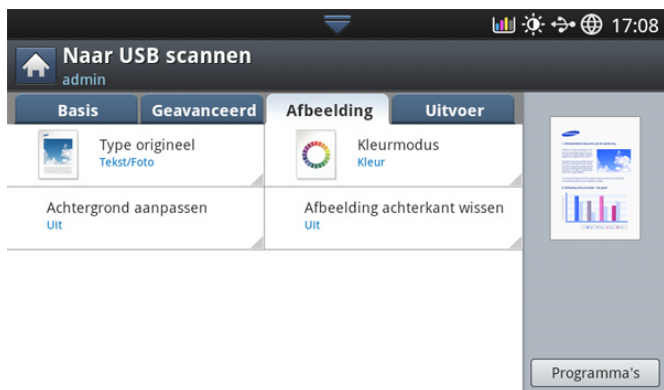 17:08
Naar USB scannen
admin
Basis
Geavanceerd
Afbeelding
Uitvoer
Type origineel
Tekst/Foto
Kleurmodus
Kleur
Achtergrond aanpassen
Uit
Afbeelding achterkant wissen
Uit
Programma's